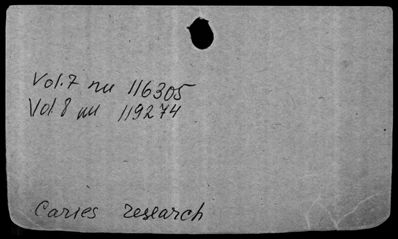 Vol. 7 nu 116305
Vol 8 nu 119274
Caries research